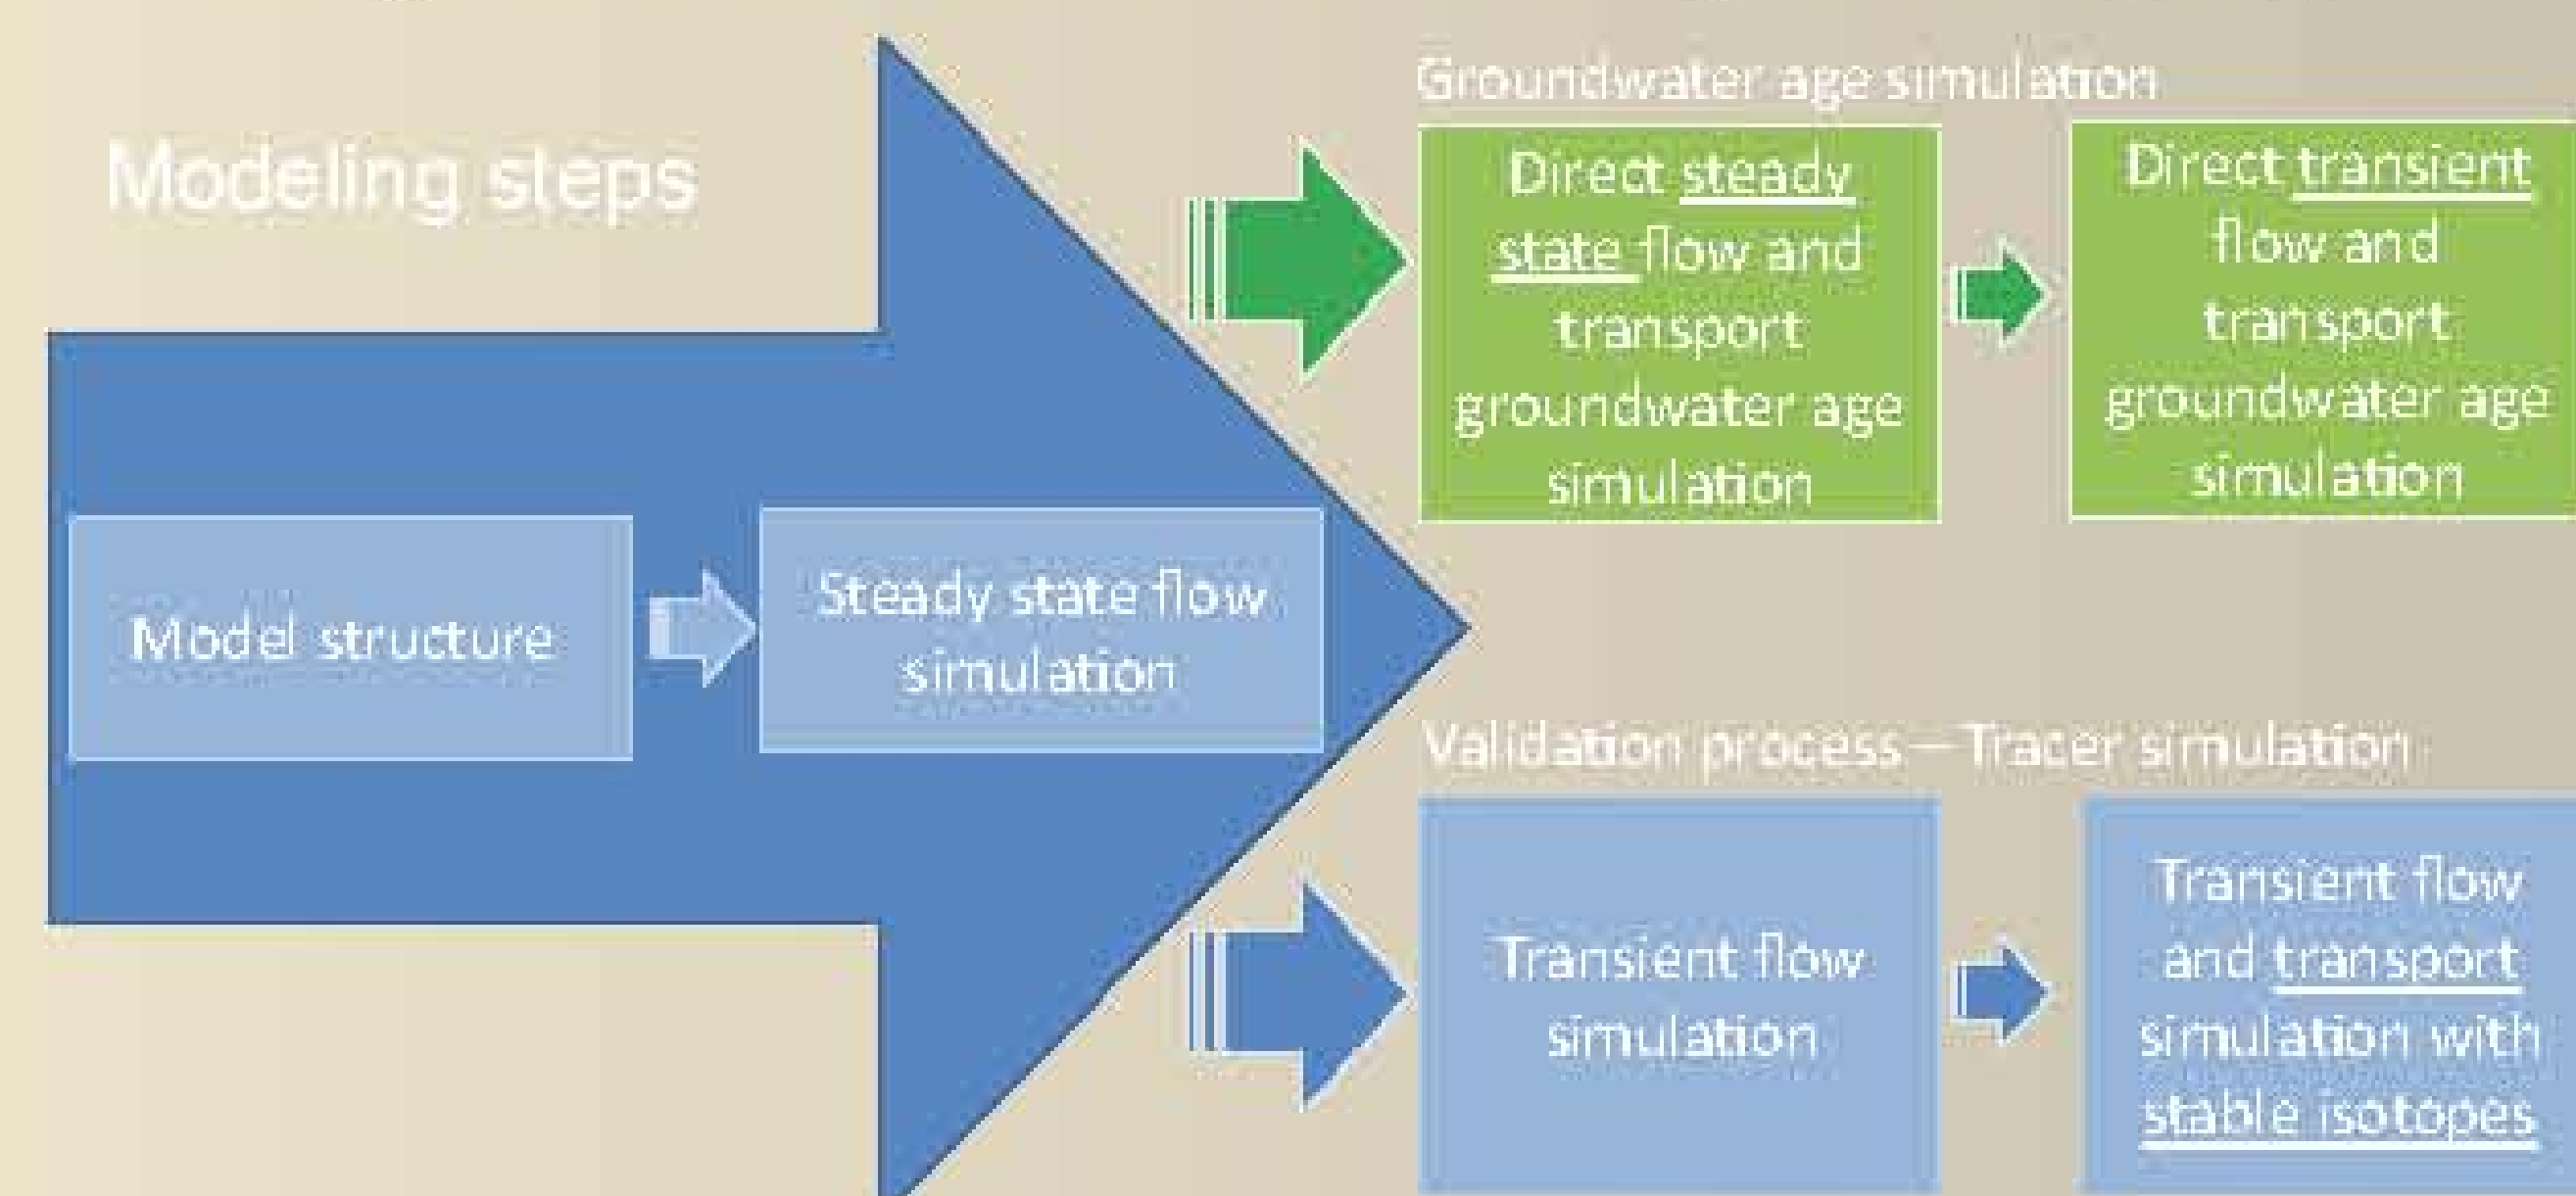 Modeling steps
Model structure
Steady state flow
simulation
Groundwater age simulation
Direct steady
state flow and
transport
groundwater age
simulation
Direct transient
flow and
transport
groundwater age
simulation
Validation process – Tracer simulation
Transient flow
simulation
Transient flow
and transport
simulation with
stable isotopes